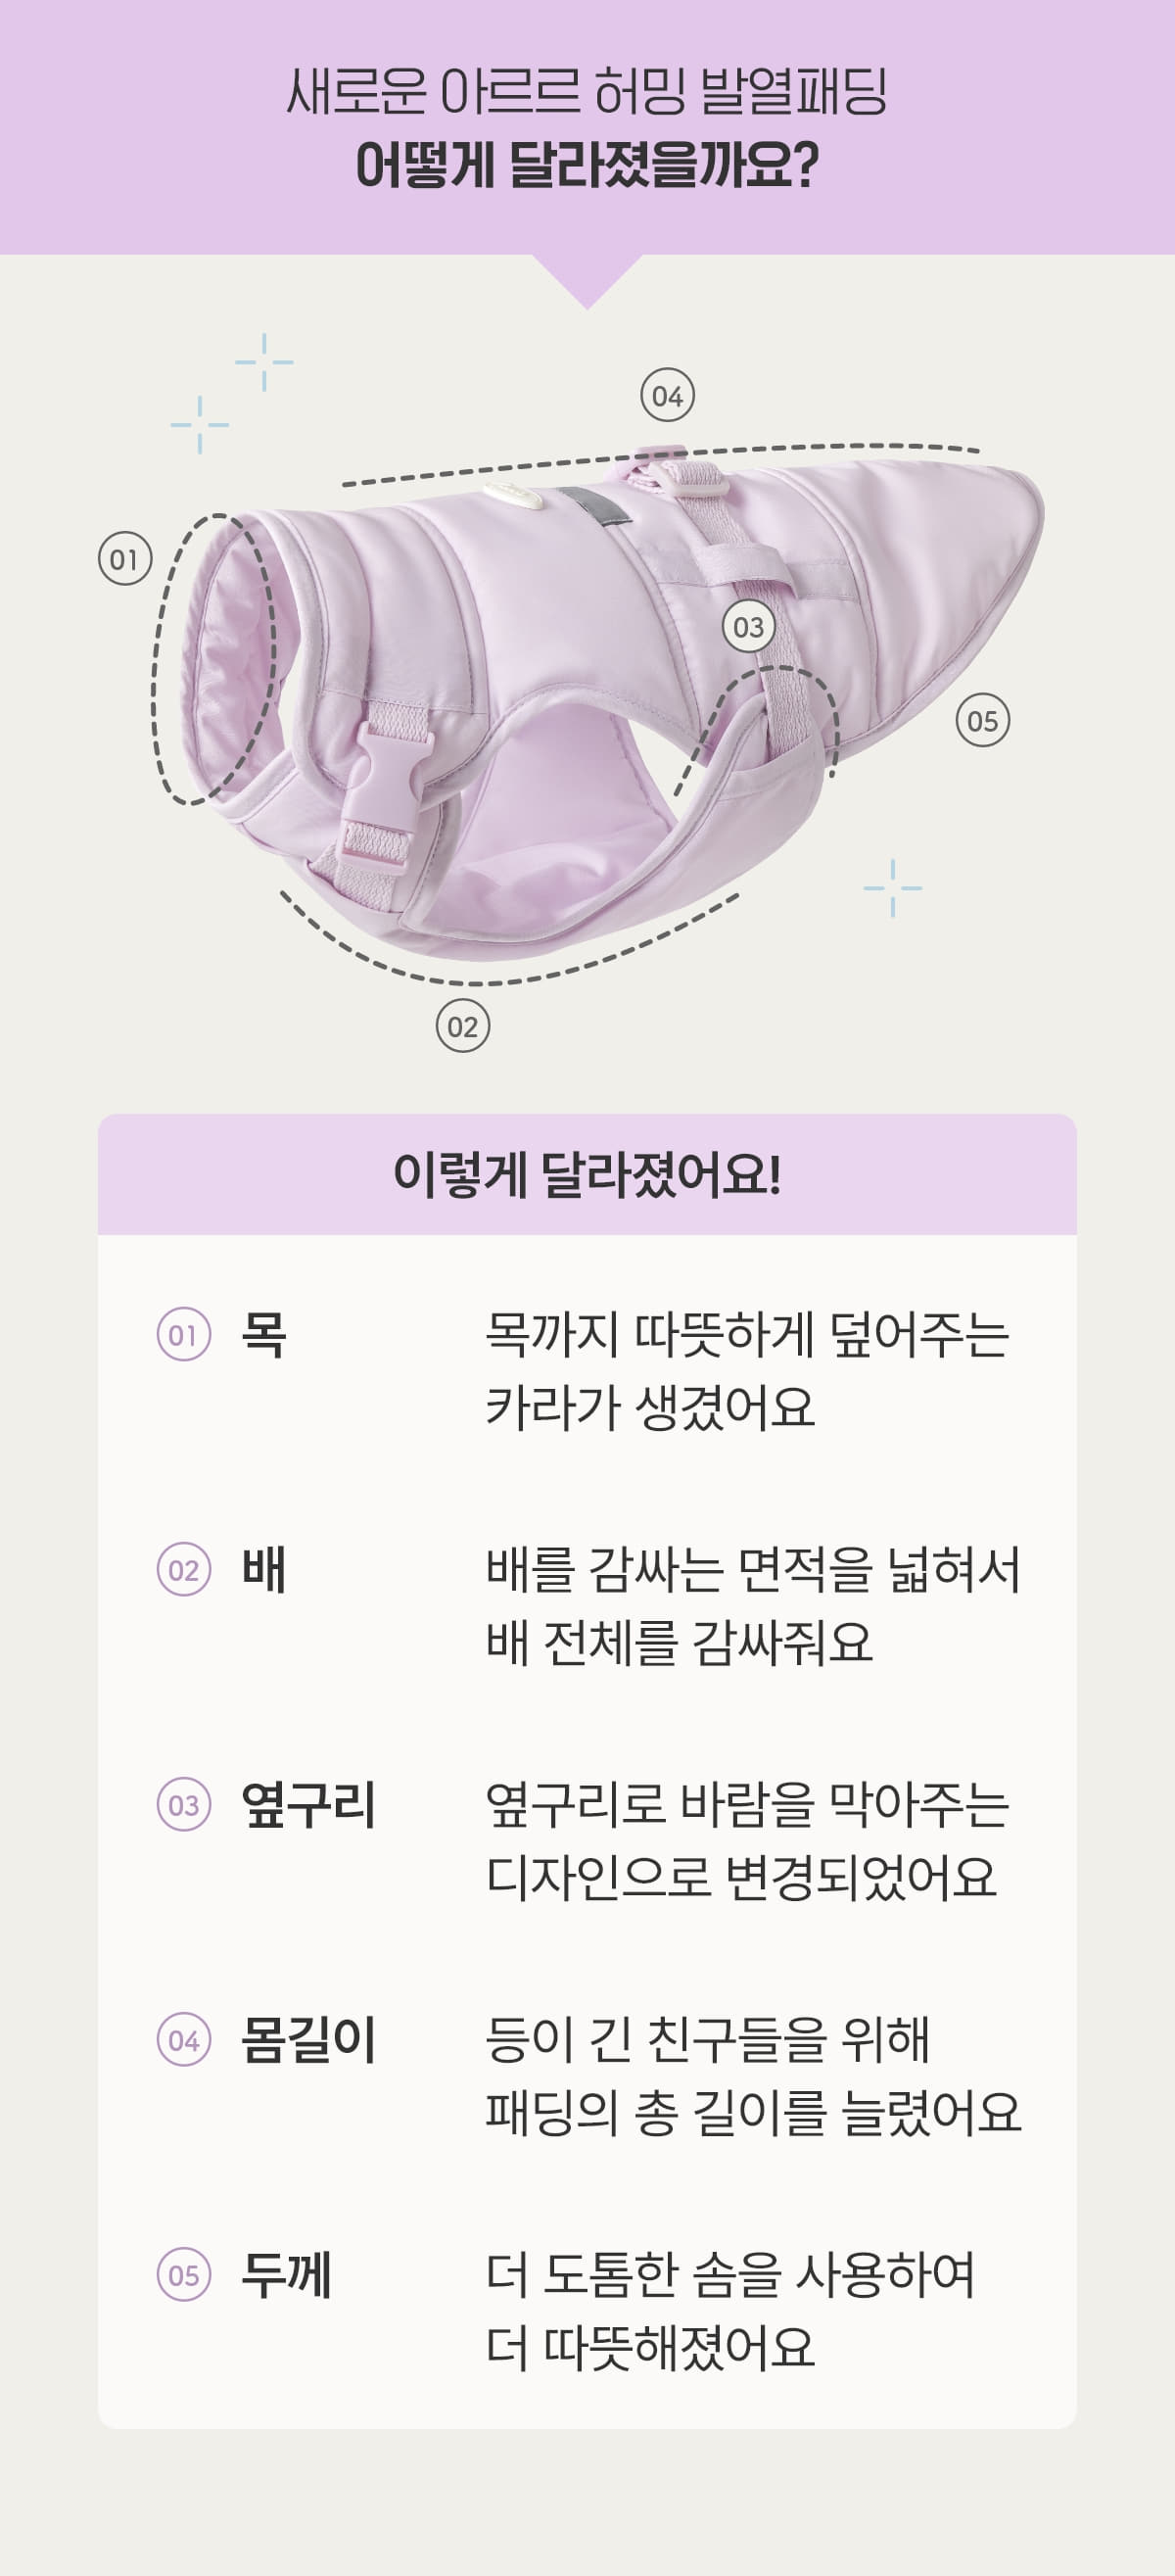 새로운 아르르 허밍 발열패딩
어떻게 달라졌을까요?
04
01
03
05
02
이렇게 달라졌어요!
01 목 목까지 따뜻하게 덮어주는
카라가 생겼어요
02 배 배를 감싸는 면적을 넓혀서
배 전체를 감싸줘요
03 옆구리 옆구리로 바람을 막아주는
디자인으로 변경되었어요
04 몸길이 등이 긴 친구들을 위해
패딩의 총 길이를 늘렸어요
05 두께 더 도톰한 솜을 사용하여
더 따뜻해졌어요